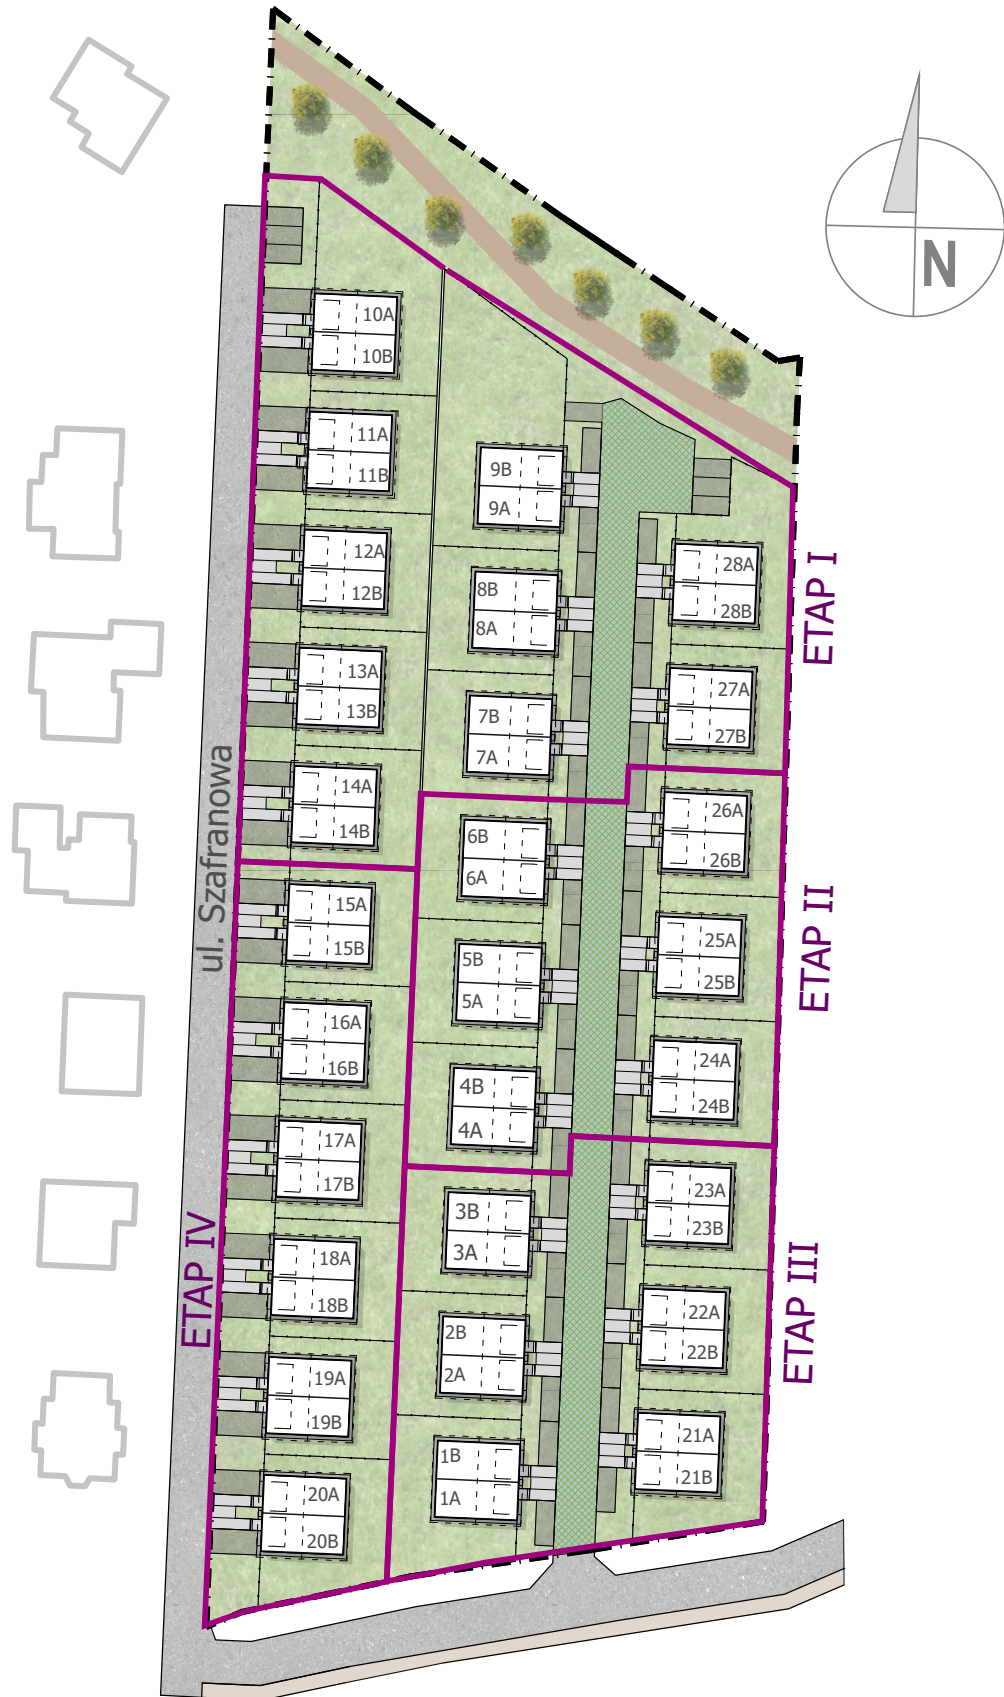 N
10A
10B
11A
11B
12A
12B
13A
13B
14A
14B
15A
15B
16A
16B
17A
17B
18A
18B
19A
19B
20A
20B
9B
9A
8B
8A
7B
7A
6B
6A
5B
5A
4B
4A
3B
3A
2B
2A
1B
1A
28A
28B
27A
27B
26A
26B
25A
25B
24A
24B
23A
23B
22A
22B
21A
21B
ETAP I
ETAP II
ETAP III
ETAP IV
ul. Szafranowa